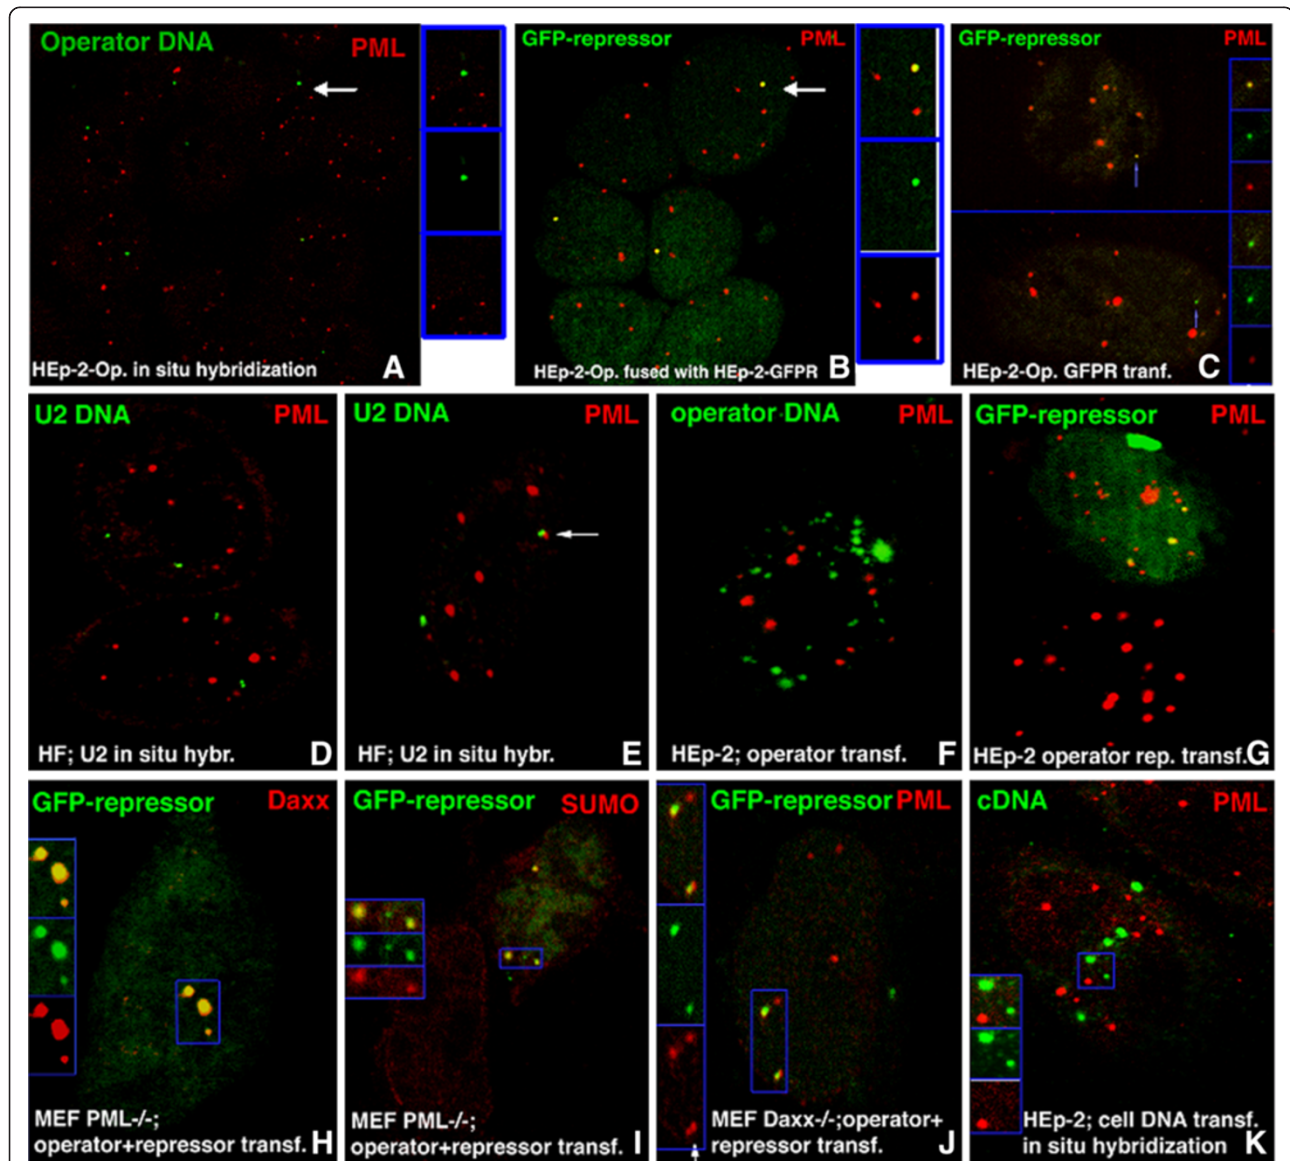 Operator DNA PML
HEp-2-Op. in situ hybridization A
GFP-repressor PML
HEp-2-Op. fused with HEp-2-GFPR B
GFP-repressor PML
HEp-2-Op. GFPR tranf. C
U2 DNA PML
HF; U2 in situ hybr. D
U2 DNA PML
HF; U2 in situ hybr. E
operator DNA PML
HEp-2; operator transf. F
GFP-repressor PML
HEp-2 operator rep. transf. G
GFP-repressor Daxx
MEF PML-/-;
operator+repressor transf. H
GFP-repressor SUMO
MEF PML-/-;
operator+repressor transf. I
GFP-repressor PML
MEF Daxx-/-;operator+
repressor transf. J
cDNA PML
HEp-2; cell DNA transf.
in situ hybridization K